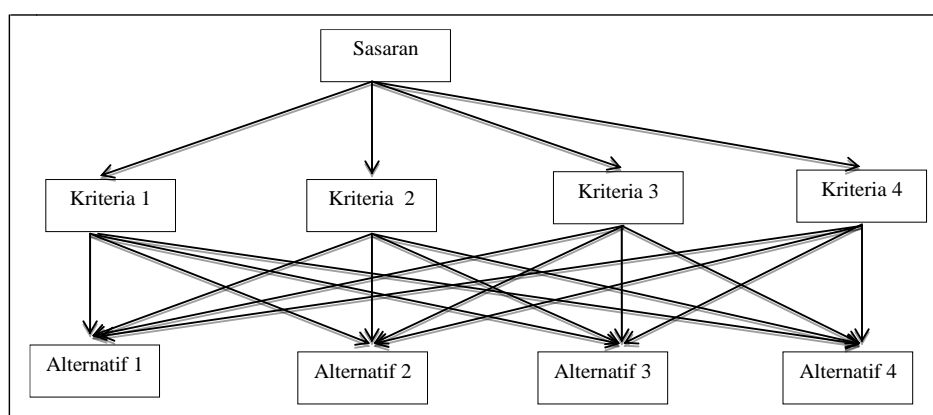 Sasaran
Kriteria 1
Kriteria 2
Kriteria 3
Kriteria 4
Alternatif 1
Alternatif 2
Alternatif 3
Alternatif 4